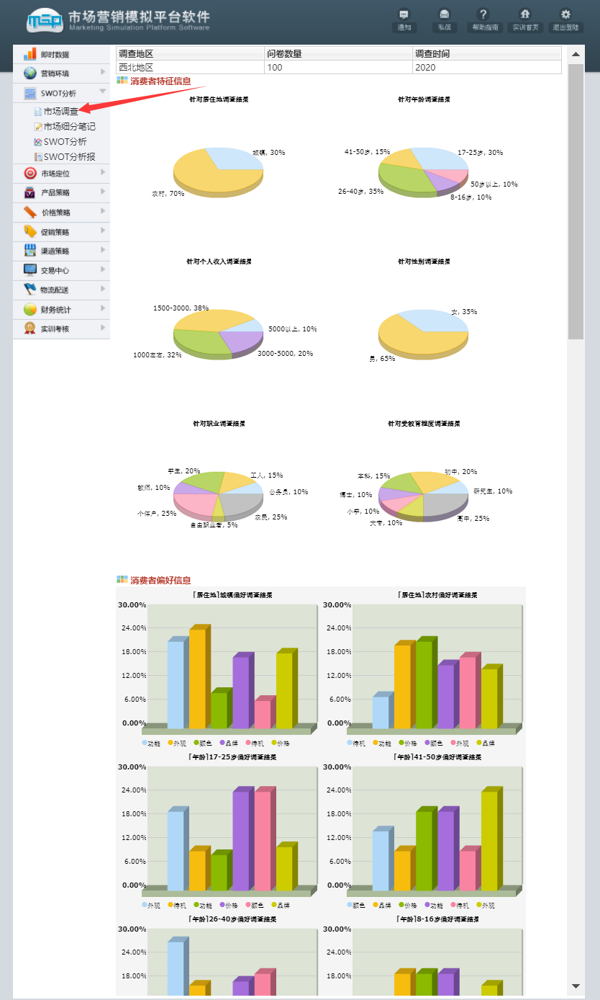 MSP 市场营销模拟平台软件
Marketing Simulation Platform Software
通知 私信 帮助指南 实训首页 退出登陆
即时数据
营销环境
SWOT分析
市场调查
市场细分笔记
SWOT分析
SWOT分析报
市场定位
产品策略
价格策略
促销策略
渠道策略
交易中心
物流配送
财务统计
实训考核
调查地区 问卷数量 调查时间
西北地区 100 2020
消费者特征信息
针对居住地调查结果
城镇, 30%
农村, 70%
针对年龄调查结果
41-50岁, 15%
17-25岁, 30%
50岁以上, 10%
26-40岁, 35%
8-16岁, 10%
针对个人收入调查结果
1500-3000, 38%
5000以上, 10%
1000左右, 32%
3000-5000, 20%
针对性别调查结果
女, 35%
男, 65%
针对职业调查结果
学生, 20%
工人, 15%
教师, 10%
公务员, 10%
个体户, 25%
农民, 25%
自由职业者, 5%
针对受教育程度调查结果
初中, 20%
本科, 15%
研究生, 10%
博士, 10%
小学, 10%
高中, 25%
大专, 10%
消费者偏好信息
[居住地]城镇偏好调查结果
30.00%
24.00%
18.00%
12.00%
6.00%
0.00%
功能 外观 颜色 品牌 待机 价格
[居住地]农村偏好调查结果
30.00%
24.00%
18.00%
12.00%
6.00%
0.00%
待机 功能 价格 颜色 外观 品牌
[年龄]17-25岁偏好调查结果
30.00%
24.00%
18.00%
12.00%
6.00%
0.00%
外观 待机 功能 价格 颜色 品牌
[年龄]41-50岁偏好调查结果
30.00%
24.00%
18.00%
12.00%
6.00%
0.00%
颜色 品牌 价格 功能 待机 外观
[年龄]26-40岁偏好调查结果
30.00%
24.00%
18.00%
[年龄]8-16岁偏好调查结果
30.00%
24.00%
18.00%